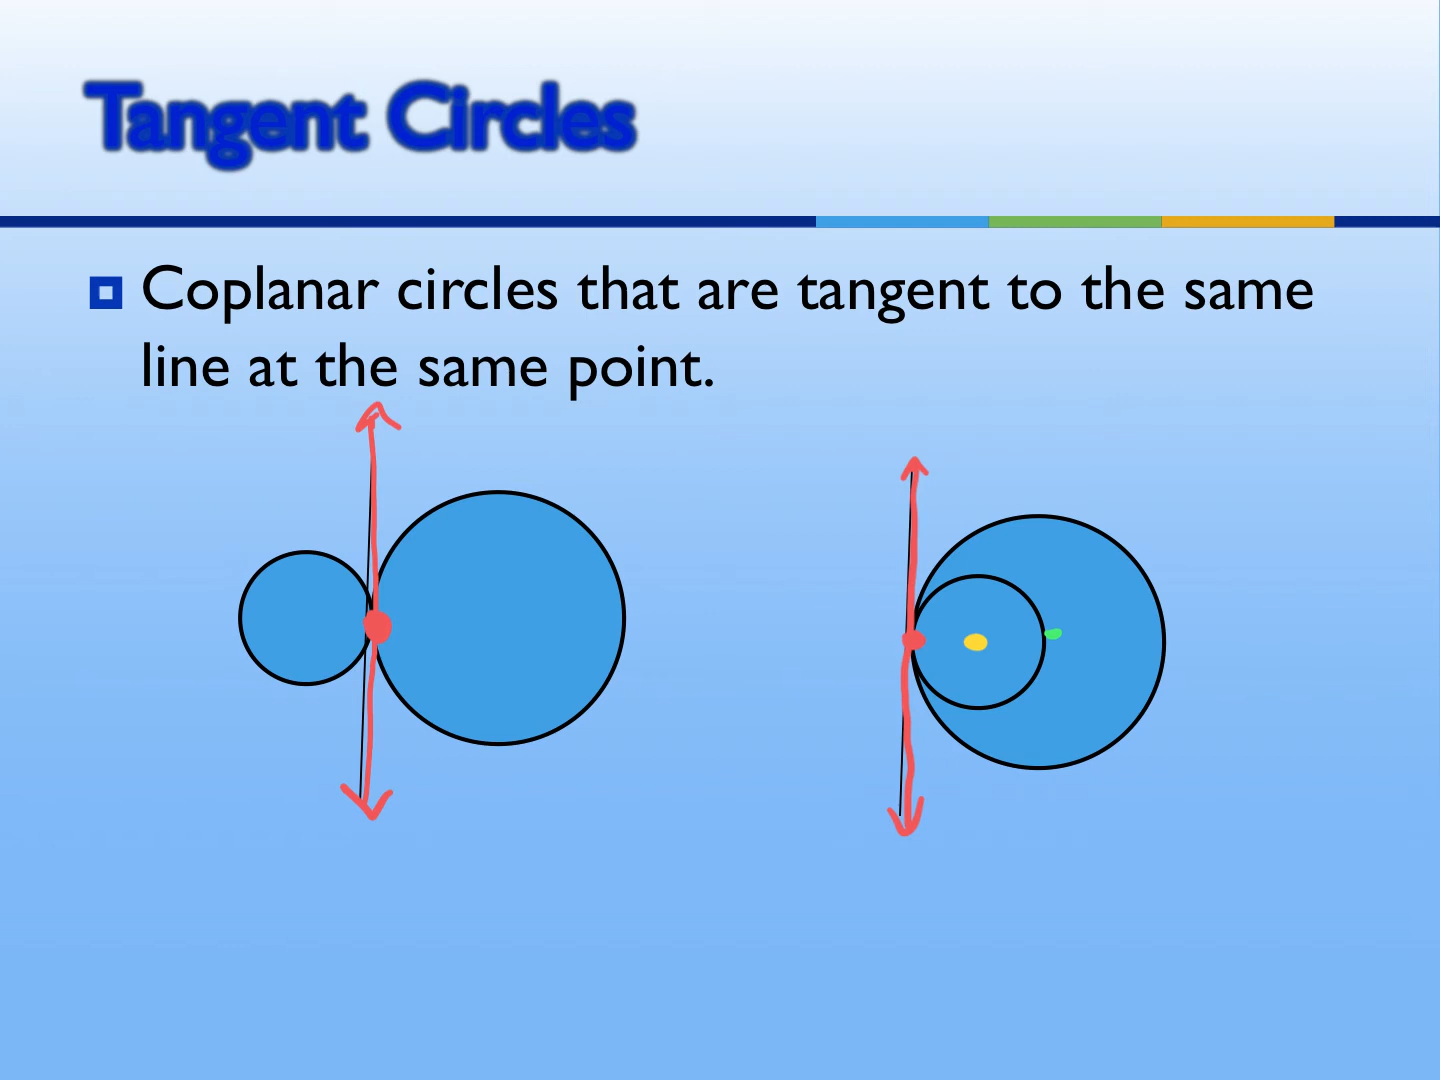 Tangent Circles
Coplanar circles that are tangent to the same
line at the same point.